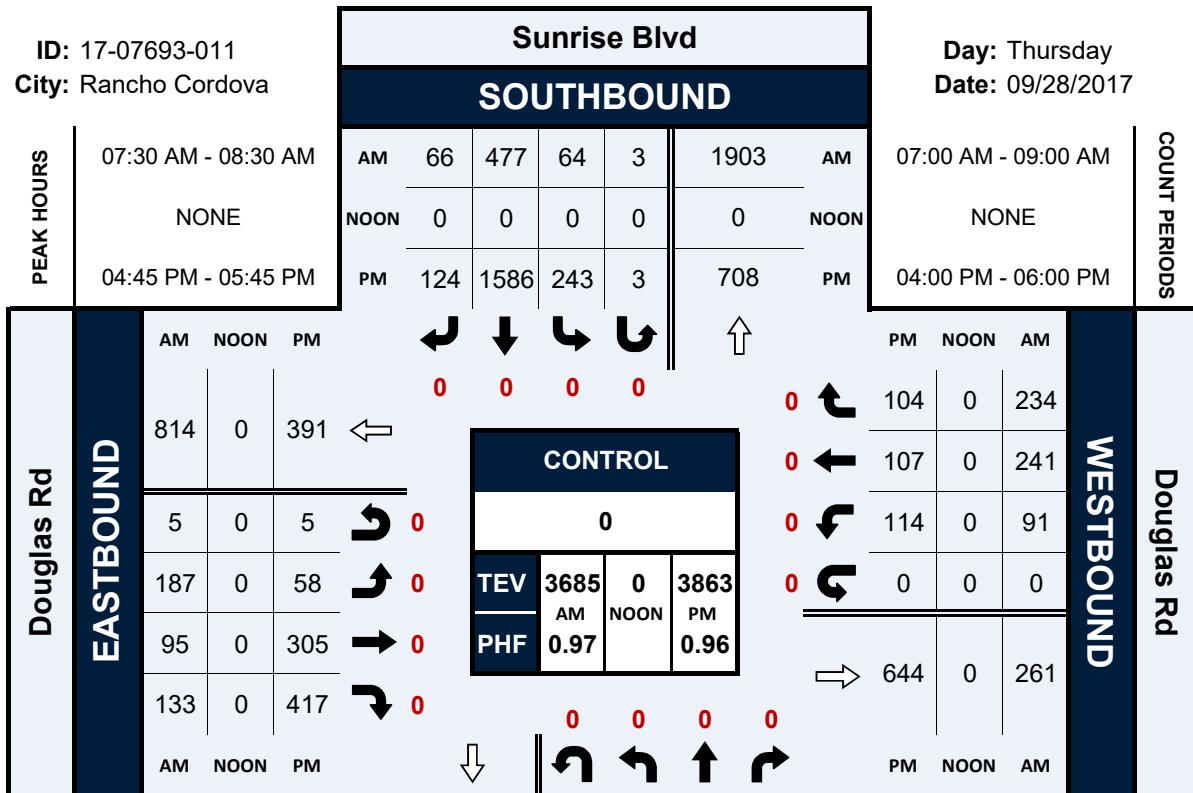 Sunrise Blvd
SOUTHBOUND
ID: 17-07693-011
City: Rancho Cordova
Day: Thursday
Date: 09/28/2017
PEAK HOURS
07:30 AM - 08:30 AM
NONE
04:45 PM - 05:45 PM
AM 66 477 64 3 1903 AM
NOON 0 0 0 0 0 NOON
PM 124 1586 243 3 708 PM
07:00 AM - 09:00 AM
NONE
04:00 PM - 06:00 PM
COUNT PERIODS
0 0 0 0
Douglas Rd
EASTBOUND
AM NOON PM
814 0 391
5 0 5 0
187 0 58 0
95 0 305 0
133 0 417 0
AM NOON PM
CONTROL
0
TEV 3685 0 3863
AM NOON PM
PHF 0.97 0.96
PM NOON AM
0 104 0 234
0 107 0 241
0 114 0 91
0 0 0 0
644 0 261
PM NOON AM
WESTBOUND
Douglas Rd
0 0 0 0